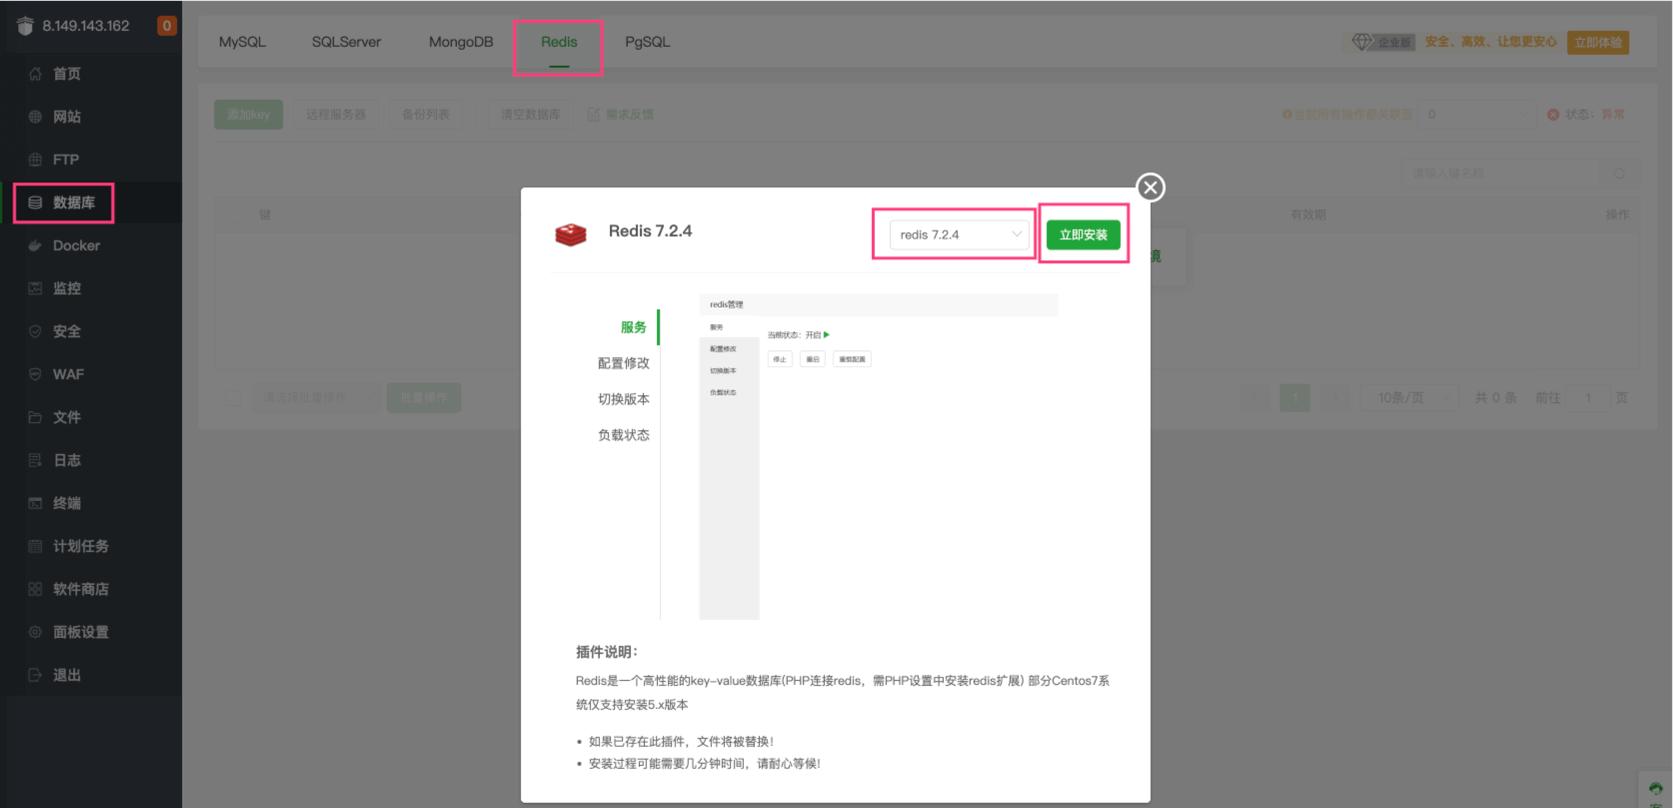 8.149.143.162 0
首页
网站
FTP
数据库
Docker
监控
安全
WAF
文件
日志
终端
计划任务
软件商店
面板设置
退出
MySQL SQLServer MongoDB Redis PgSQL
企业版 安全、高效、让您更安心 立即体验
添加key 远程服务器 备份列表 清空数据库 需求反馈
0 状态：异常
请输入键名称
键 有效期 操作
境
请选择批量操作 批量操作
1 10条/页 共 0 条 前往 1 页
Redis 7.2.4
redis 7.2.4 立即安装
服务
配置修改
切换版本
负载状态
redis管理
服务
配置修改
切换版本
负载状态
当前状态：开启
停止 重启 重载配置
插件说明：
Redis是一个高性能的key-value数据库(PHP连接redis，需PHP设置中安装redis扩展) 部分Centos7系
统仅支持安装5.x版本
• 如果已存在此插件，文件将被替换!
• 安装过程可能需要几分钟时间，请耐心等候!